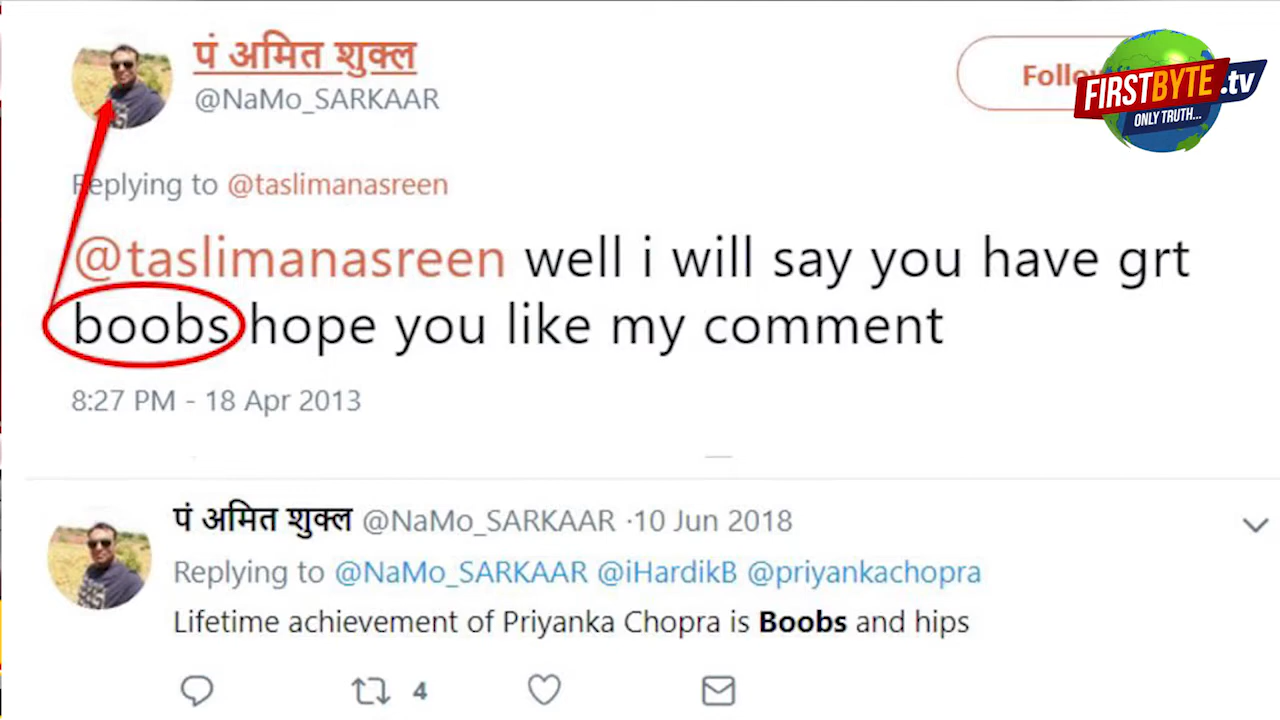 पं अमित शुक्ल
@NaMo_SARKAAR
FIRSTBYTE.tv
ONLY TRUTH...
Replying to @taslimanasreen
@taslimanasreen well i will say you have grt
boobs hope you like my comment
8:27 PM - 18 Apr 2013
पं अमित शुक्ल @NaMo_SARKAAR · 10 Jun 2018
Replying to @NaMo_SARKAAR @iHardikB @priyankachopra
Lifetime achievement of Priyanka Chopra is Boobs and hips
4